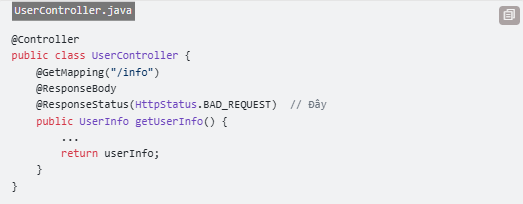 UserController.java
@Controller
public class UserController {
    @GetMapping("/info")
    @ResponseBody
    @ResponseStatus(HttpStatus.BAD_REQUEST)  // Đây
    public UserInfo getUserInfo() {
        ...
        return userInfo;
    }
}